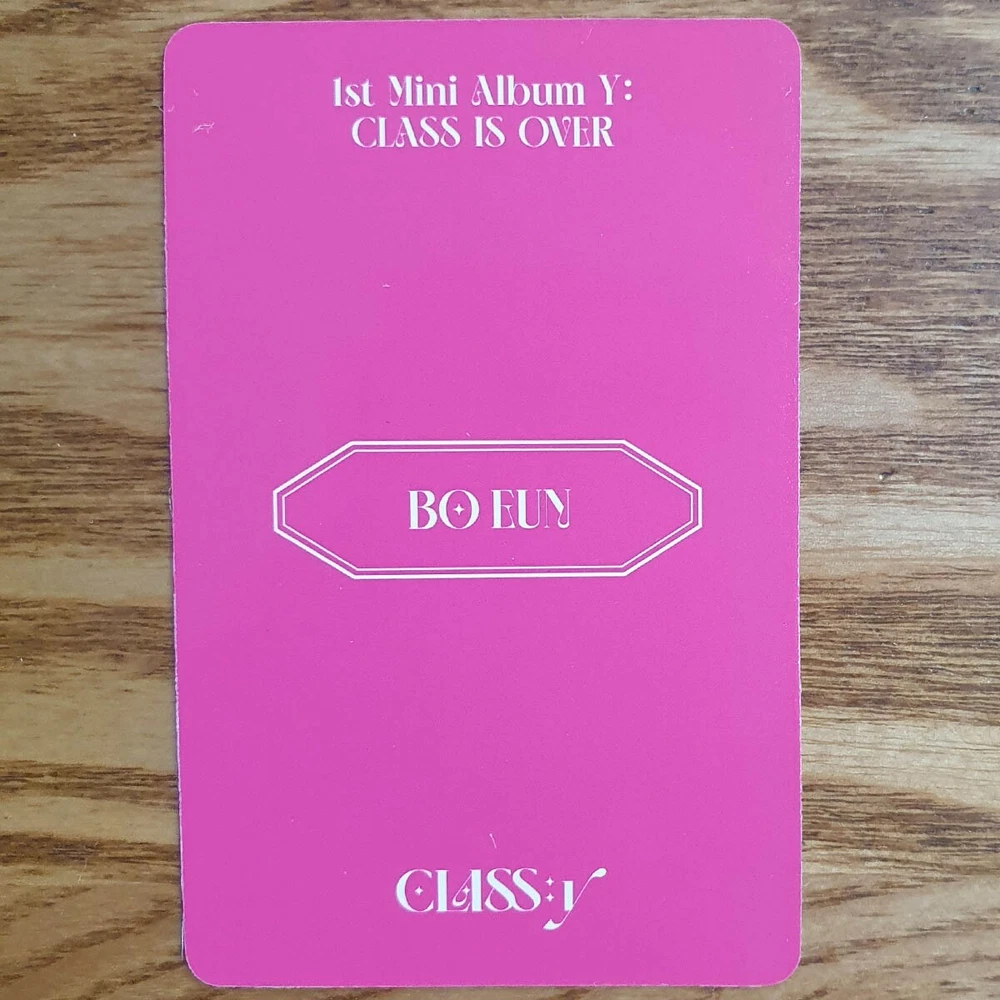 1st Mini Album Y:
CLASS IS OVER
BO EUN
CLASS:y